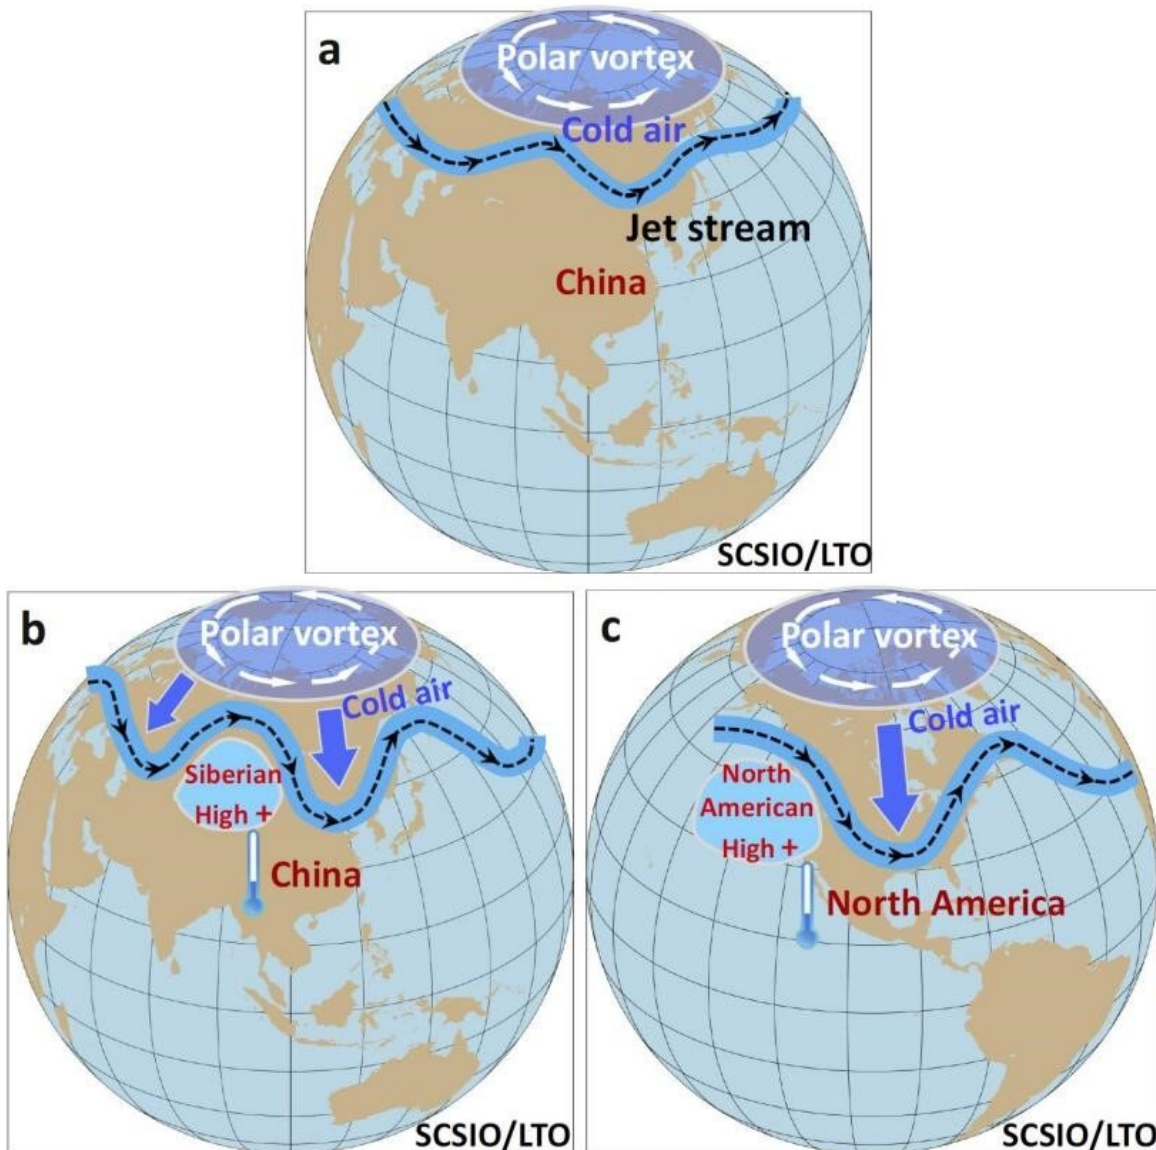 a
Polar vortex
Cold air
Jet stream
China
SCSIO/LTO
b
Polar vortex
Cold air
Siberian
High +
China
SCSIO/LTO
c
Polar vortex
Cold air
North
American
High +
North America
SCSIO/LTO